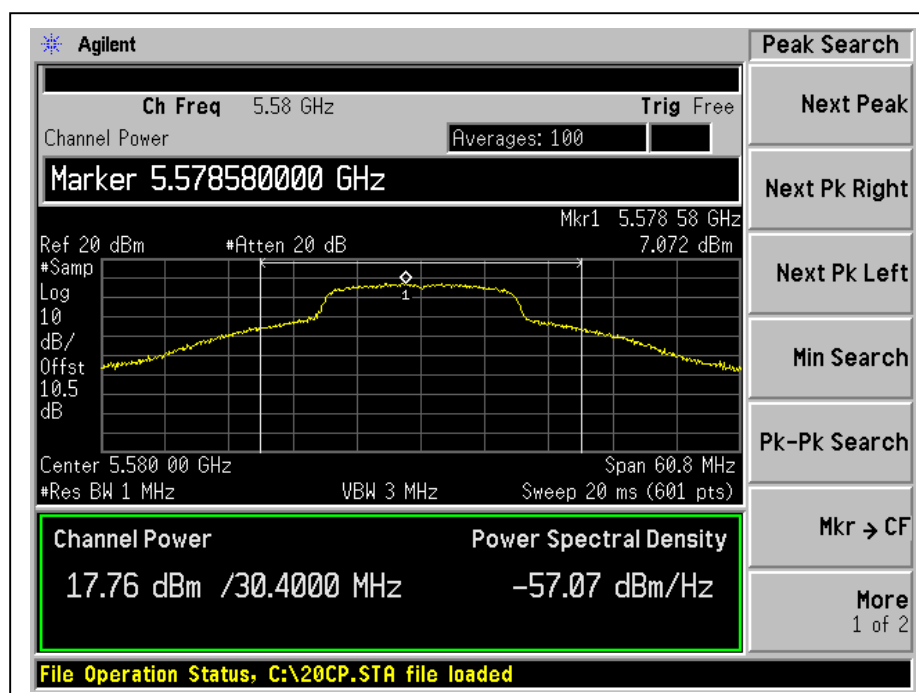 Agilent
Peak Search
Ch Freq 5.58 GHz Trig Free
Channel Power Averages: 100
Marker 5.578580000 GHz
Mkr1 5.578 58 GHz
Ref 20 dBm #Atten 20 dB 7.072 dBm
#Samp
Log
10
dB/
Offst
10.5
dB
1
Center 5.580 00 GHz Span 60.8 MHz
#Res BW 1 MHz VBW 3 MHz Sweep 20 ms (601 pts)
Channel Power Power Spectral Density
17.76 dBm /30.4000 MHz -57.07 dBm/Hz
File Operation Status, C:\20CP.STA file loaded
Next Peak
Next Pk Right
Next Pk Left
Min Search
Pk-Pk Search
Mkr → CF
More
1 of 2